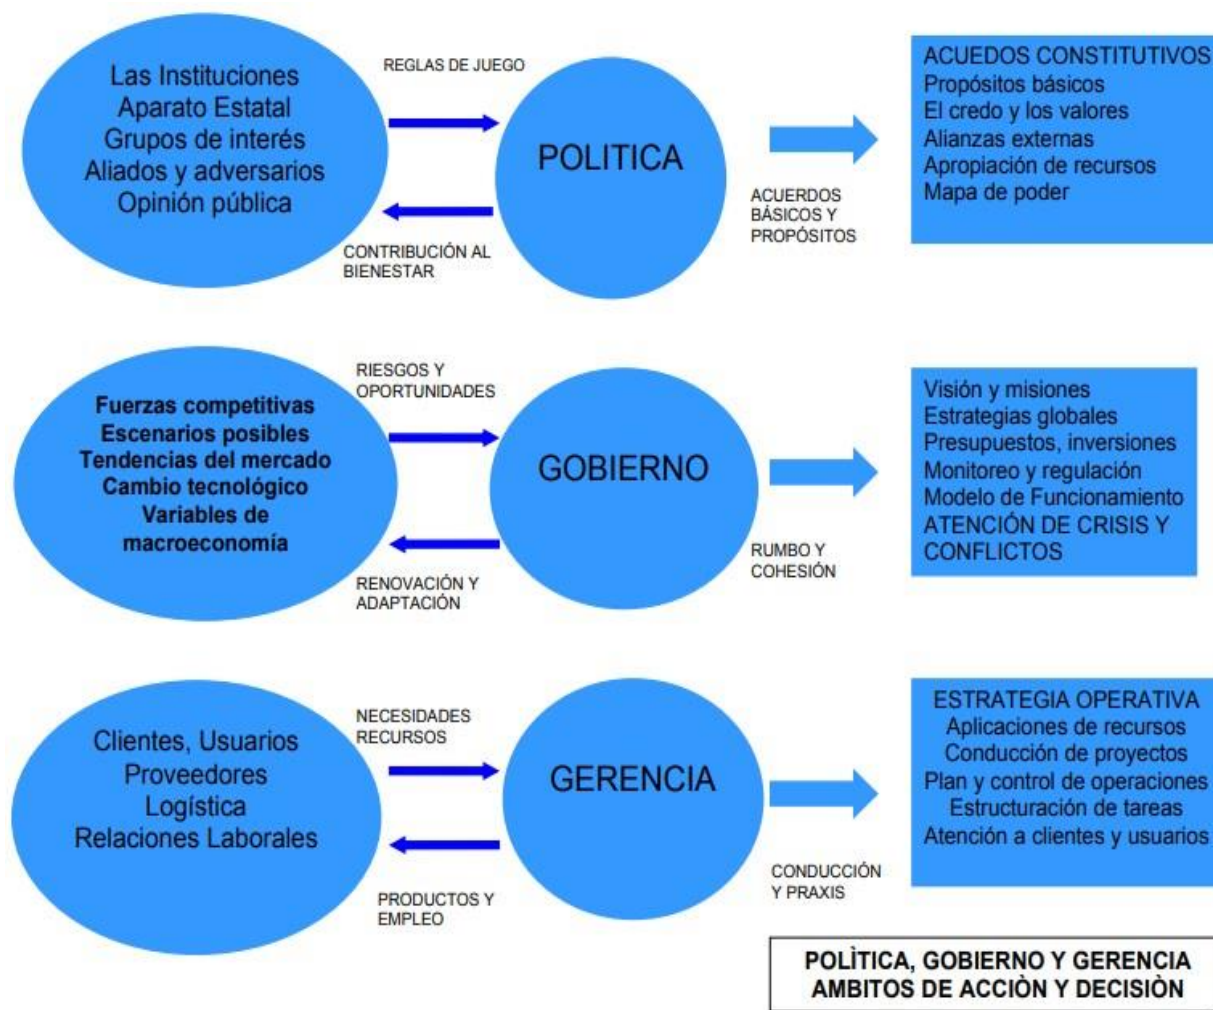 Las Instituciones
Aparato Estatal
Grupos de interés
Aliados y adversarios
Opinión pública
REGLAS DE JUEGO
CONTRIBUCIÓN AL
BIENESTAR
POLITICA
ACUERDOS
BÁSICOS Y
PROPÓSITOS
ACUEDOS CONSTITUTIVOS
Propósitos básicos
El credo y los valores
Alianzas externas
Apropiación de recursos
Mapa de poder
Fuerzas competitivas
Escenarios posibles
Tendencias del mercado
Cambio tecnológico
Variables de
macroeconomía
RIESGOS Y
OPORTUNIDADES
RENOVACIÓN Y
ADAPTACIÓN
GOBIERNO
RUMBO Y
COHESIÓN
Visión y misiones
Estrategias globales
Presupuestos, inversiones
Monitoreo y regulación
Modelo de Funcionamiento
ATENCIÓN DE CRISIS Y
CONFLICTOS
Clientes, Usuarios
Proveedores
Logística
Relaciones Laborales
NECESIDADES
RECURSOS
PRODUCTOS Y
EMPLEO
GERENCIA
CONDUCCIÓN
Y PRAXIS
ESTRATEGIA OPERATIVA
Aplicaciones de recursos
Conducción de proyectos
Plan y control de operaciones
Estructuración de tareas
Atención a clientes y usuarios
POLÌTICA, GOBIERNO Y GERENCIA
AMBITOS DE ACCIÒN Y DECISIÒN